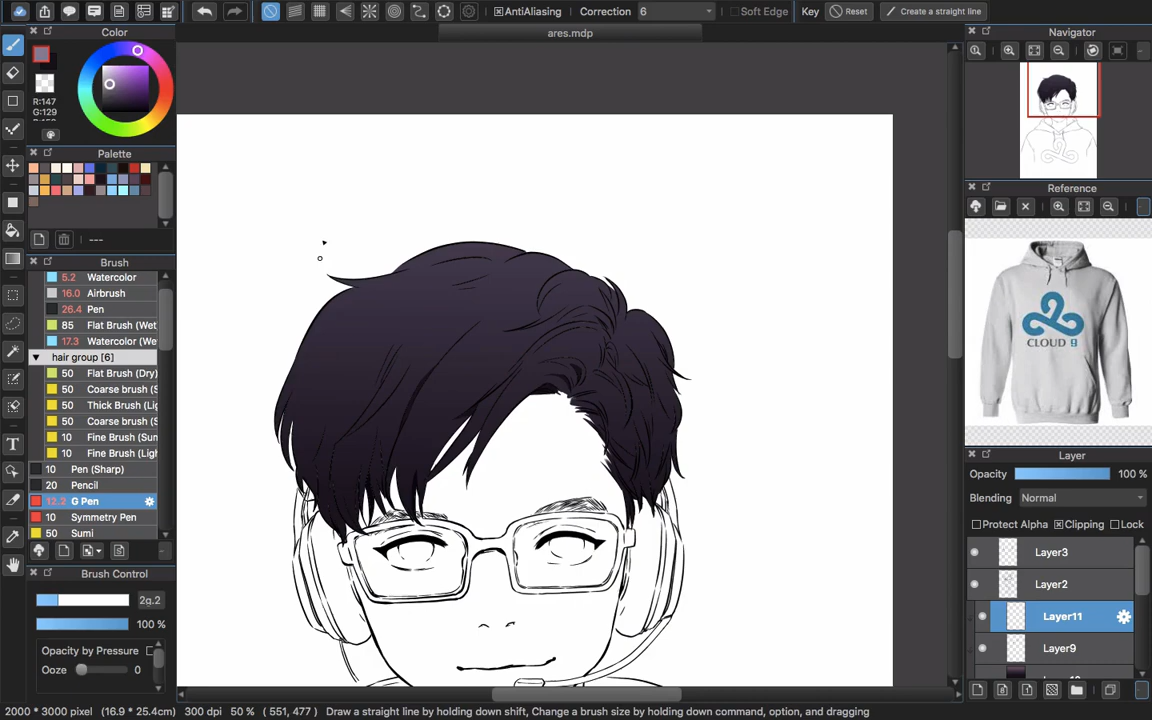 AntiAliasing
Correction
6
Soft Edge
Key
Reset
Create a straight line
ares.mdp
Color
R:147
G:129
Palette
---
Brush
5.2 Watercolor
16.0 Airbrush
26.4 Pen
85 Flat Brush (Wet
17.3 Watercolor (We
hair group [6]
50 Flat Brush (Dry)
50 Coarse brush (S
50 Thick Brush (Lig
50 Coarse brush (S
10 Fine Brush (Sum
10 Fine Brush (Ligh
10 Pen (Sharp)
20 Pencil
12.2 G Pen
10 Symmetry Pen
50 Sumi
Brush Control
100 %
Opacity by Pressure
Ooze 0
Navigator
Reference
CLOUD 9
Layer
Opacity 100 %
Blending Normal
Protect Alpha Clipping Lock
Layer3
Layer2
Layer11
Layer9
2000 * 3000 pixel (16.9 * 25.4cm) 300 dpi 50 % ( 551, 477 ) Draw a straight line by holding down shift, Change a brush size by holding down command, option, and dragging